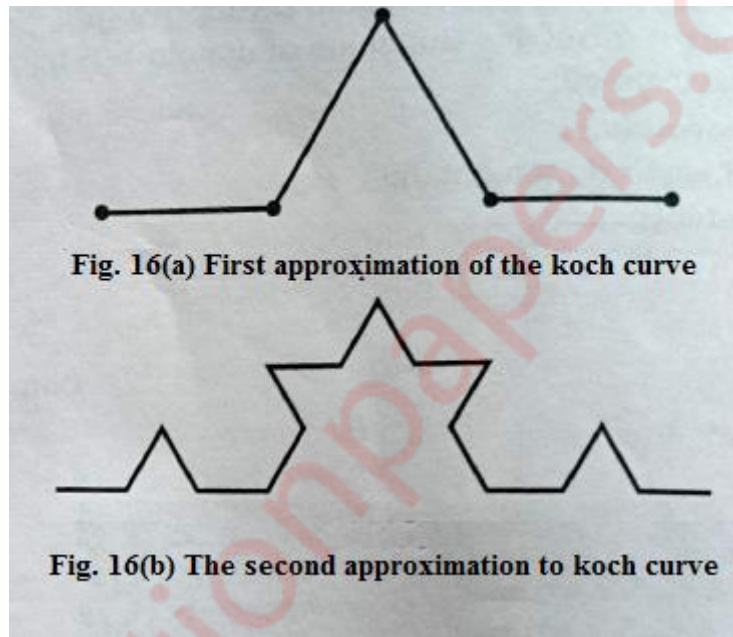 Fig. 16(a) First approximation of the koch curve
Fig. 16(b) The second approximation to koch curve